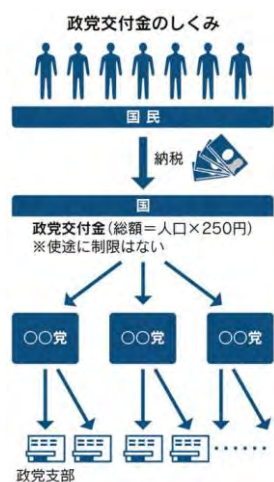 政党交付金のしくみ
国民
納税
国
政党交付金(総額=人口×250円)
※使途に制限はない
○○党
○○党
○○党
……
政党支部